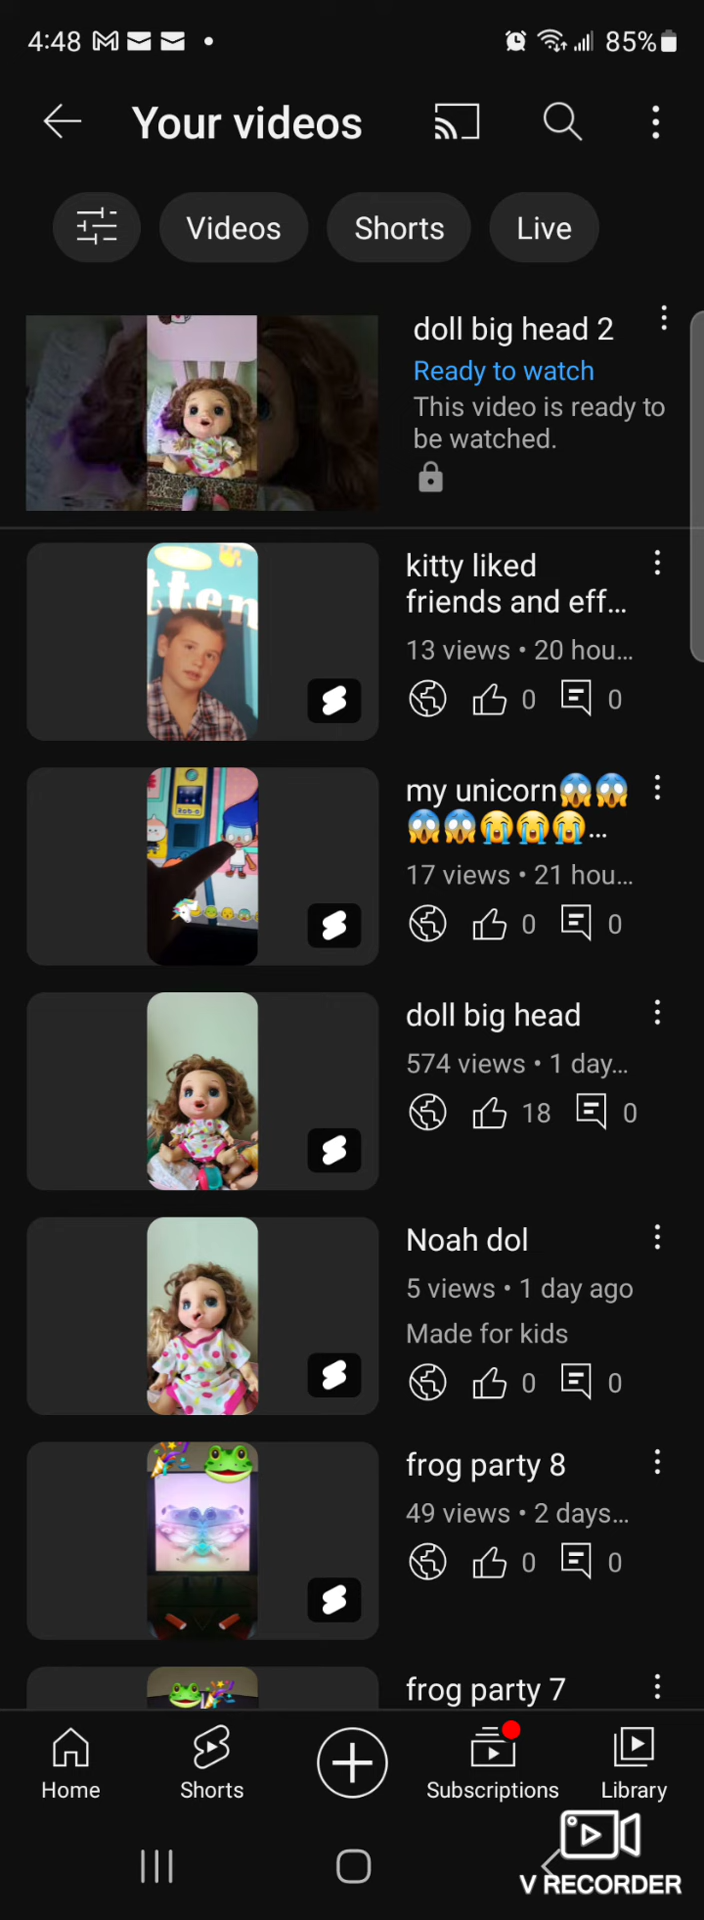 4:48
85%
Your videos
Videos
Shorts
Live
doll big head 2
Ready to watch
This video is ready to
be watched.
tten
kitty liked
friends and eff...
13 views • 20 hou...
0
0
my unicorn😱😱
😱😱😭😭😭...
17 views • 21 hou...
0
0
doll big head
574 views • 1 day...
18
0
Noah dol
5 views • 1 day ago
Made for kids
0
0
frog party 8
49 views • 2 days...
0
0
frog party 7
Home
Shorts
Subscriptions
Library
V RECORDER